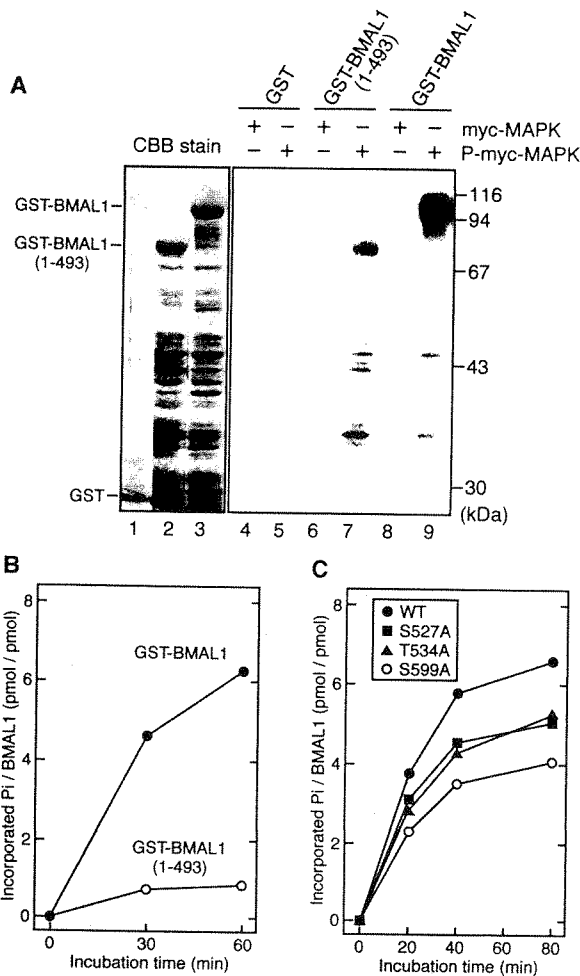 A
GST
GST-BMAL1
(1-493)
GST-BMAL1
+ − + − + − myc-MAPK
− + − + − + P-myc-MAPK
CBB stain
GST-BMAL1
GST-BMAL1
(1-493)
GST
116
94
67
43
30
(kDa)
1 2 3 4 5 6 7 8 9
B
Incorporated Pi / BMAL1 (pmol / pmol)
8
6
4
2
0
GST-BMAL1
GST-BMAL1
(1-493)
0 30 60
Incubation time (min)
C
Incorporated Pi / BMAL1 (pmol / pmol)
8
6
4
2
0
WT
S527A
T534A
S599A
0 20 40 60 80
Incubation time (min)